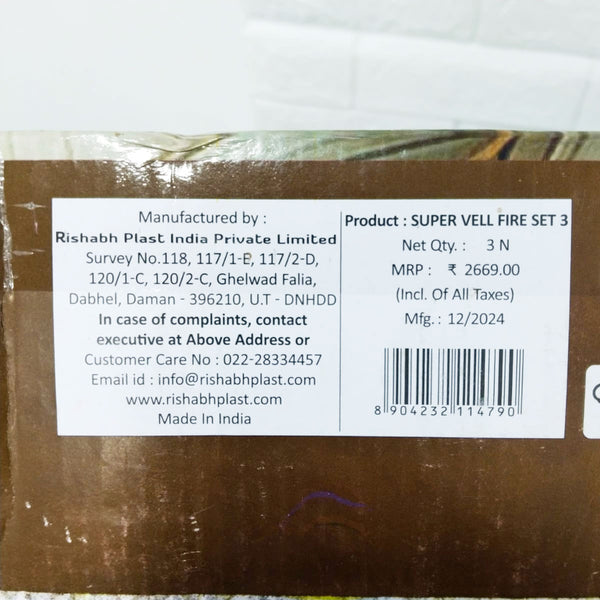 Manufactured by :
Rishabh Plast India Private Limited
Survey No.118, 117/1-B, 117/2-D,
120/1-C, 120/2-C, Ghelwad Falia,
Dabhel, Daman - 396210, U.T - DNHDD
In case of complaints, contact
executive at Above Address or
Customer Care No : 022-28334457
Email id : info@rishabhplast.com
www.rishabhplast.com
Made In India
Product : SUPER VELL FIRE SET 3
Net Qty. : 3 N
MRP : ₹ 2669.00
(Incl. Of All Taxes)
Mfg. : 12/2024
8 904232 114790